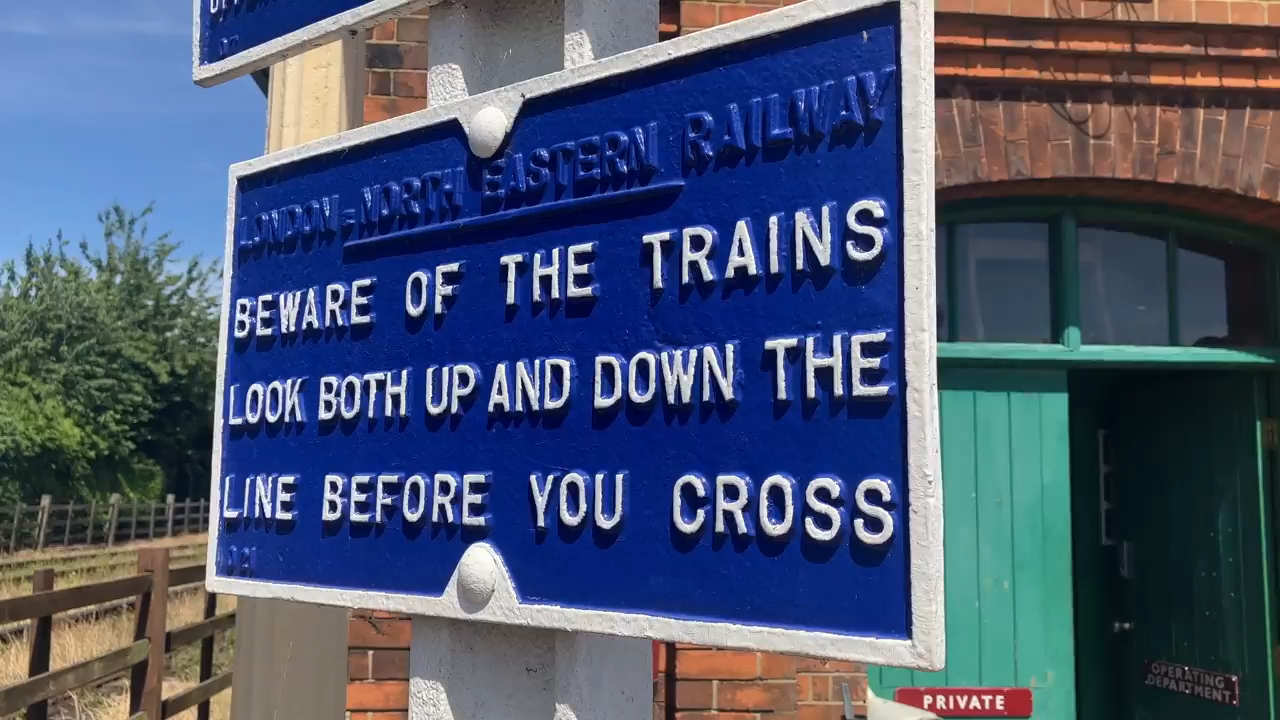 LONDON & NORTH EASTERN RAILWAY
BEWARE OF THE TRAINS
LOOK BOTH UP AND DOWN THE
LINE BEFORE YOU CROSS
PRIVATE
OPERATING
DEPARTMENT